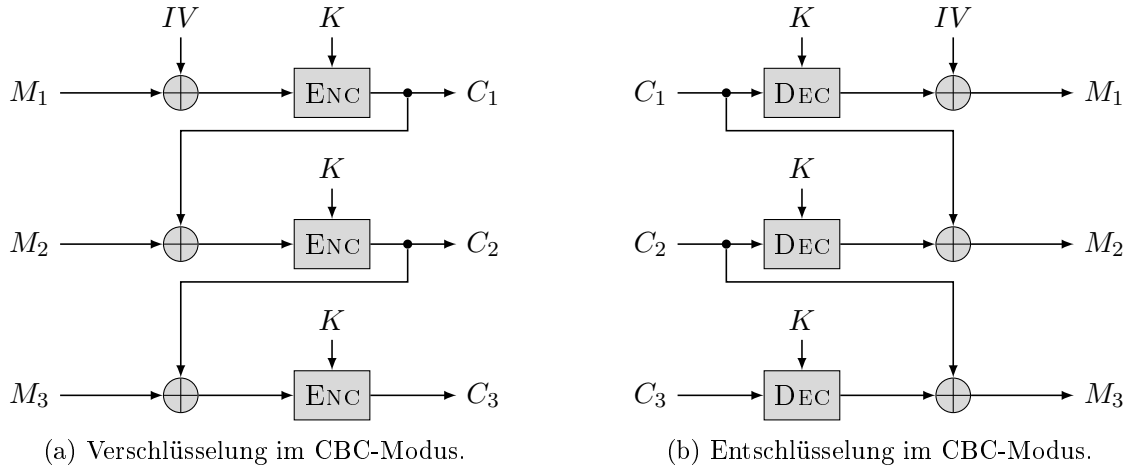 IV K K IV
M₁ ENC C₁ C₁ DEC M₁
K K
M₂ ENC C₂ C₂ DEC M₂
K K
M₃ ENC C₃ C₃ DEC M₃
(a) Verschlüsselung im CBC-Modus. (b) Entschlüsselung im CBC-Modus.